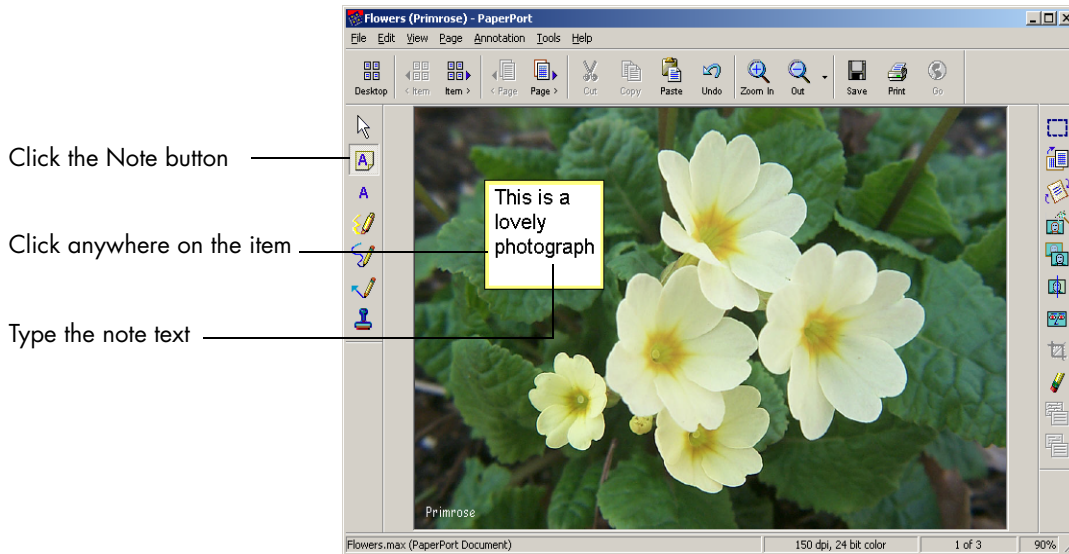 Flowers (Primrose) - PaperPort
File Edit View Page Annotation Tools Help
Desktop < Item Item > < Page Page > Cut Copy Paste Undo Zoom In Out Save Print Go
Click the Note button
A
A
This is a
lovely
photograph
Click anywhere on the item
Type the note text
Primrose
Flowers.max (PaperPort Document) 150 dpi, 24 bit color 1 of 3 90%